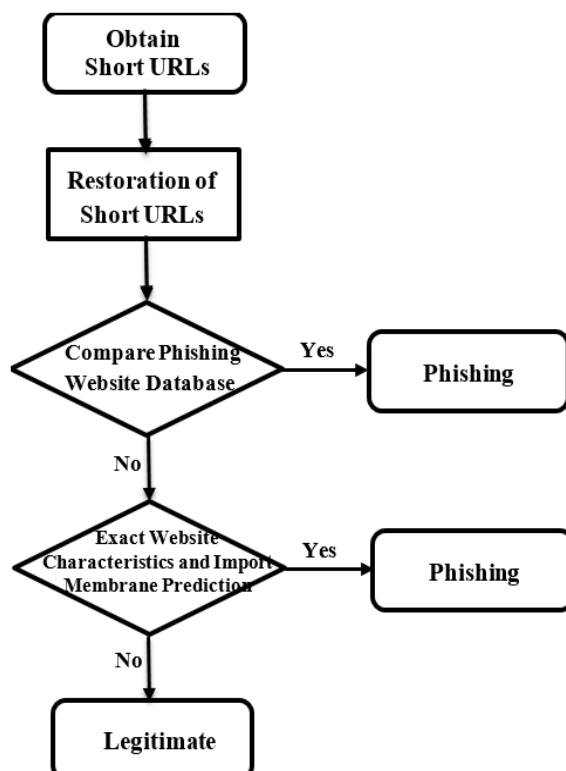 Obtain
Short URLs
Restoration of
Short URLs
Compare Phishing
Website Database
Yes
Phishing
No
Exact Website
Characteristics and Import
Membrane Prediction
Yes
Phishing
No
Legitimate